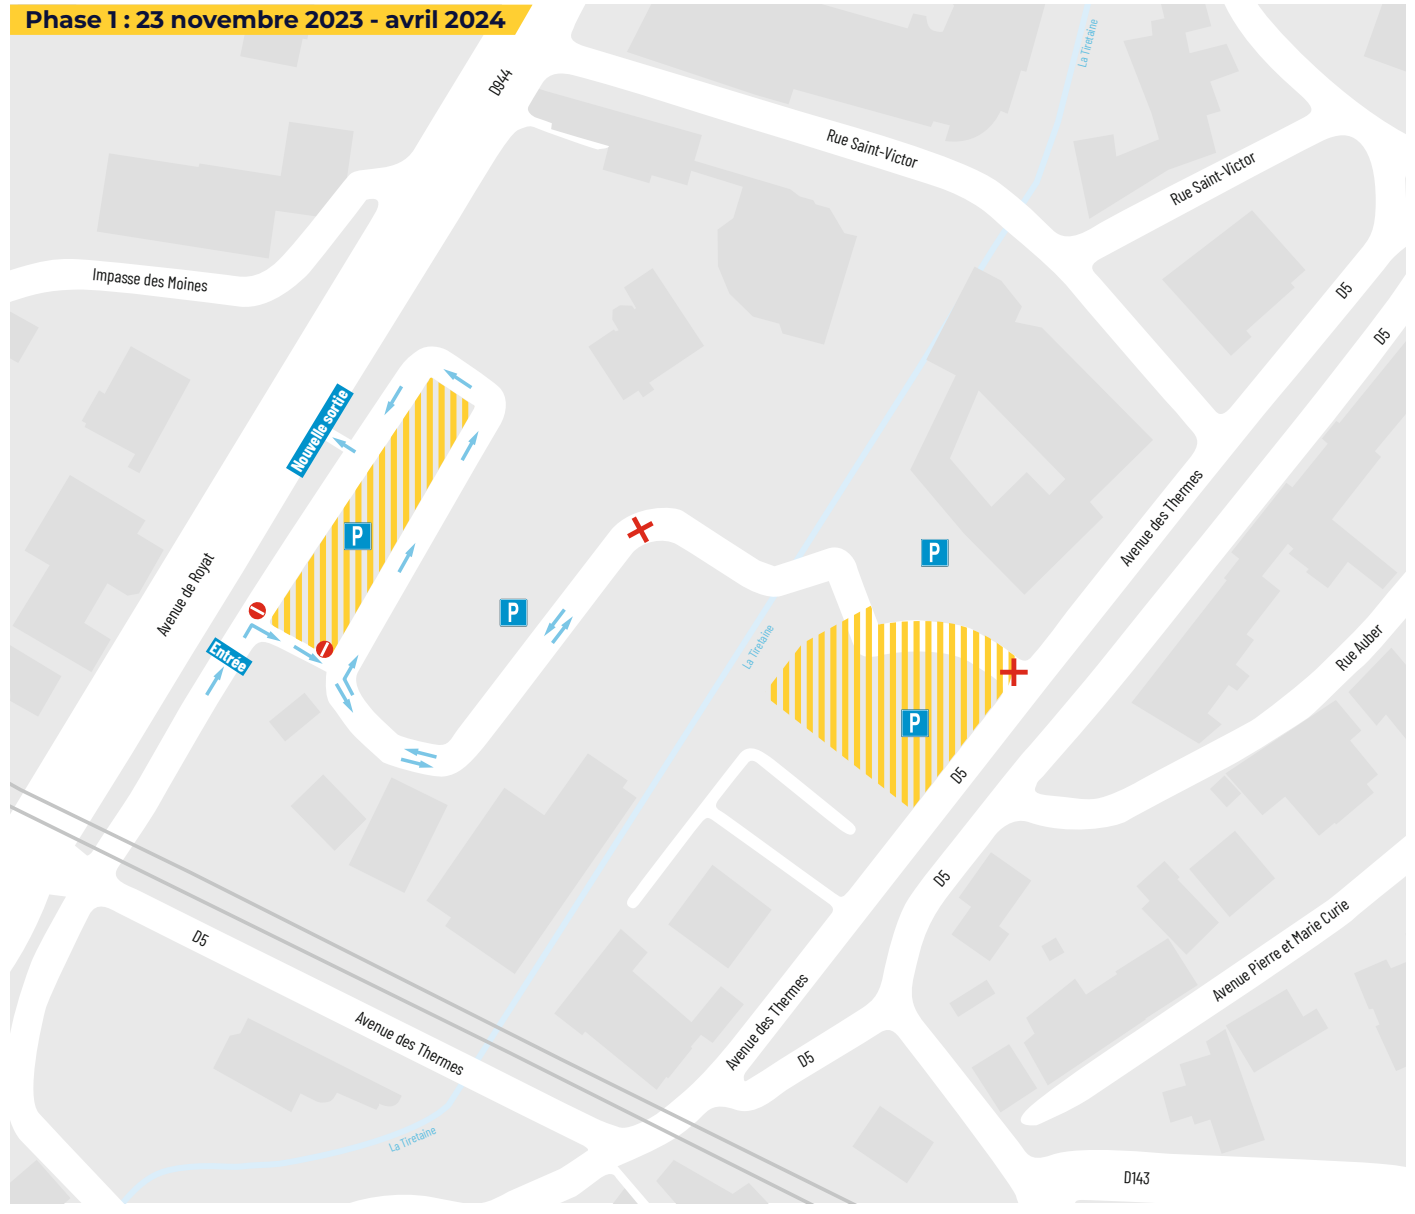 Phase 1 : 23 novembre 2023 - avril 2024
La Tiretaine
D944
Rue Saint-Victor
Rue Saint-Victor
Impasse des Moines
D5
D5
Nouvelle sortie
Avenue des Thermes
P
P
Avenue de Royat
P
Entrée
La Tiretaine
Rue Auber
P
D5
D5
Avenue Pierre et Marie Curie
D5
Avenue des Thermes
Avenue des Thermes
D5
La Tiretaine
D143